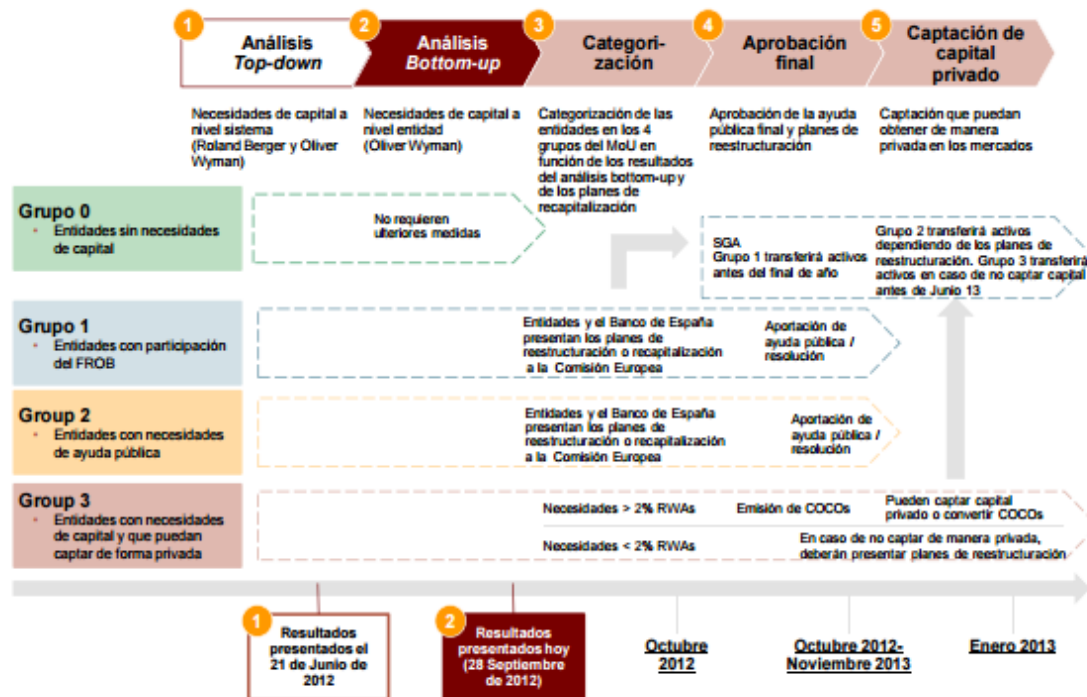 1
Análisis
Top-down
2
Análisis
Bottom-up
3
Categori-
zación
4
Aprobación
final
5
Captación de
capital
privado
Necesidades de capital a
nivel sistema
(Roland Berger y Oliver
Wyman)
Necesidades de capital a
nivel entidad
(Oliver Wyman)
Categorización de las
entidades en los 4
grupos del MoU en
función de los resultados
del análisis bottom-up y
de los planes de
recapitalización
Aprobación de la ayuda
pública final y planes de
reestructuración
Captación que puedan
obtener de manera
privada en los mercados
Grupo 0
• Entidades sin necesidades
de capital
No requieren
ulteriores medidas
SGA
Grupo 1 transferirá activos
antes del final de año
Grupo 2 transferirá activos
dependiendo de los planes de
reestructuración. Grupo 3 transferirá
activos en caso de no captar capital
antes de Junio 13
Grupo 1
• Entidades con participación
del FROB
Entidades y el Banco de España
presentan los planes de
reestructuración o recapitalización
a la Comisión Europea
Aportación de
ayuda pública /
resolución
Group 2
• Entidades con necesidades
de ayuda pública
Entidades y el Banco de España
presentan los planes de
reestructuración o recapitalización
a la Comisión Europea
Aportación de
ayuda pública /
resolución
Group 3
• Entidades con necesidades
de capital y que puedan
captar de forma privada
Necesidades > 2% RWAs
Emisión de COCOs
Pueden captar capital
privado o convertir COCOs
Necesidades < 2% RWAs
En caso de no captar de manera privada,
deberán presentar planes de reestructuración
1
Resultados
presentados el
21 de Junio de
2012
2
Resultados
presentados hoy
(28 Septiembre
de 2012)
Octubre
2012
Octubre 2012-
Noviembre 2013
Enero 2013